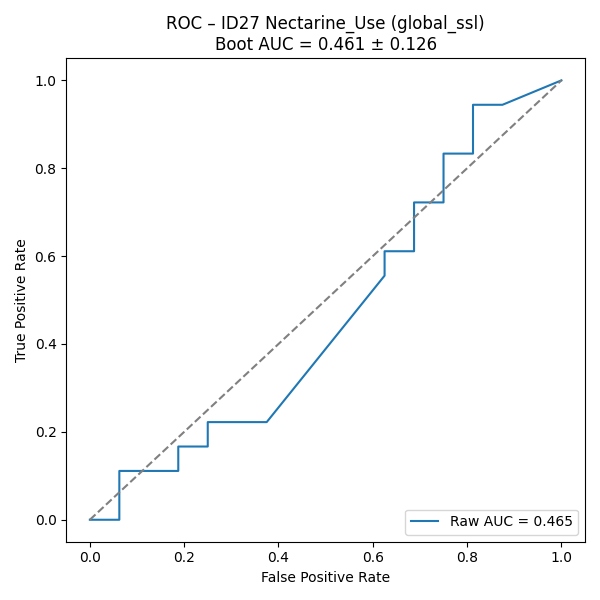 ROC – ID27 Nectarine_Use (global_ssl)
Boot AUC = 0.461 ± 0.126
True Positive Rate
1.0
0.8
0.6
0.4
0.2
0.0
Raw AUC = 0.465
0.0 0.2 0.4 0.6 0.8 1.0
False Positive Rate